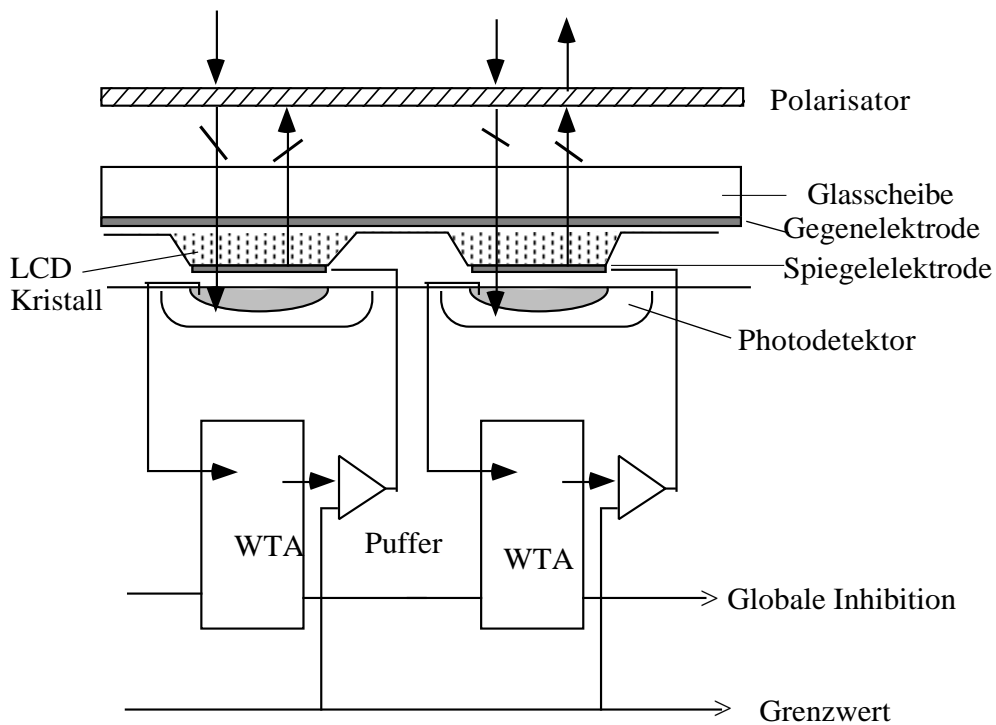 Polarisator
Glasscheibe
Gegenelektrode
LCD
Kristall
Spiegelelektrode
Photodetektor
WTA
Puffer
WTA
Globale Inhibition
Grenzwert